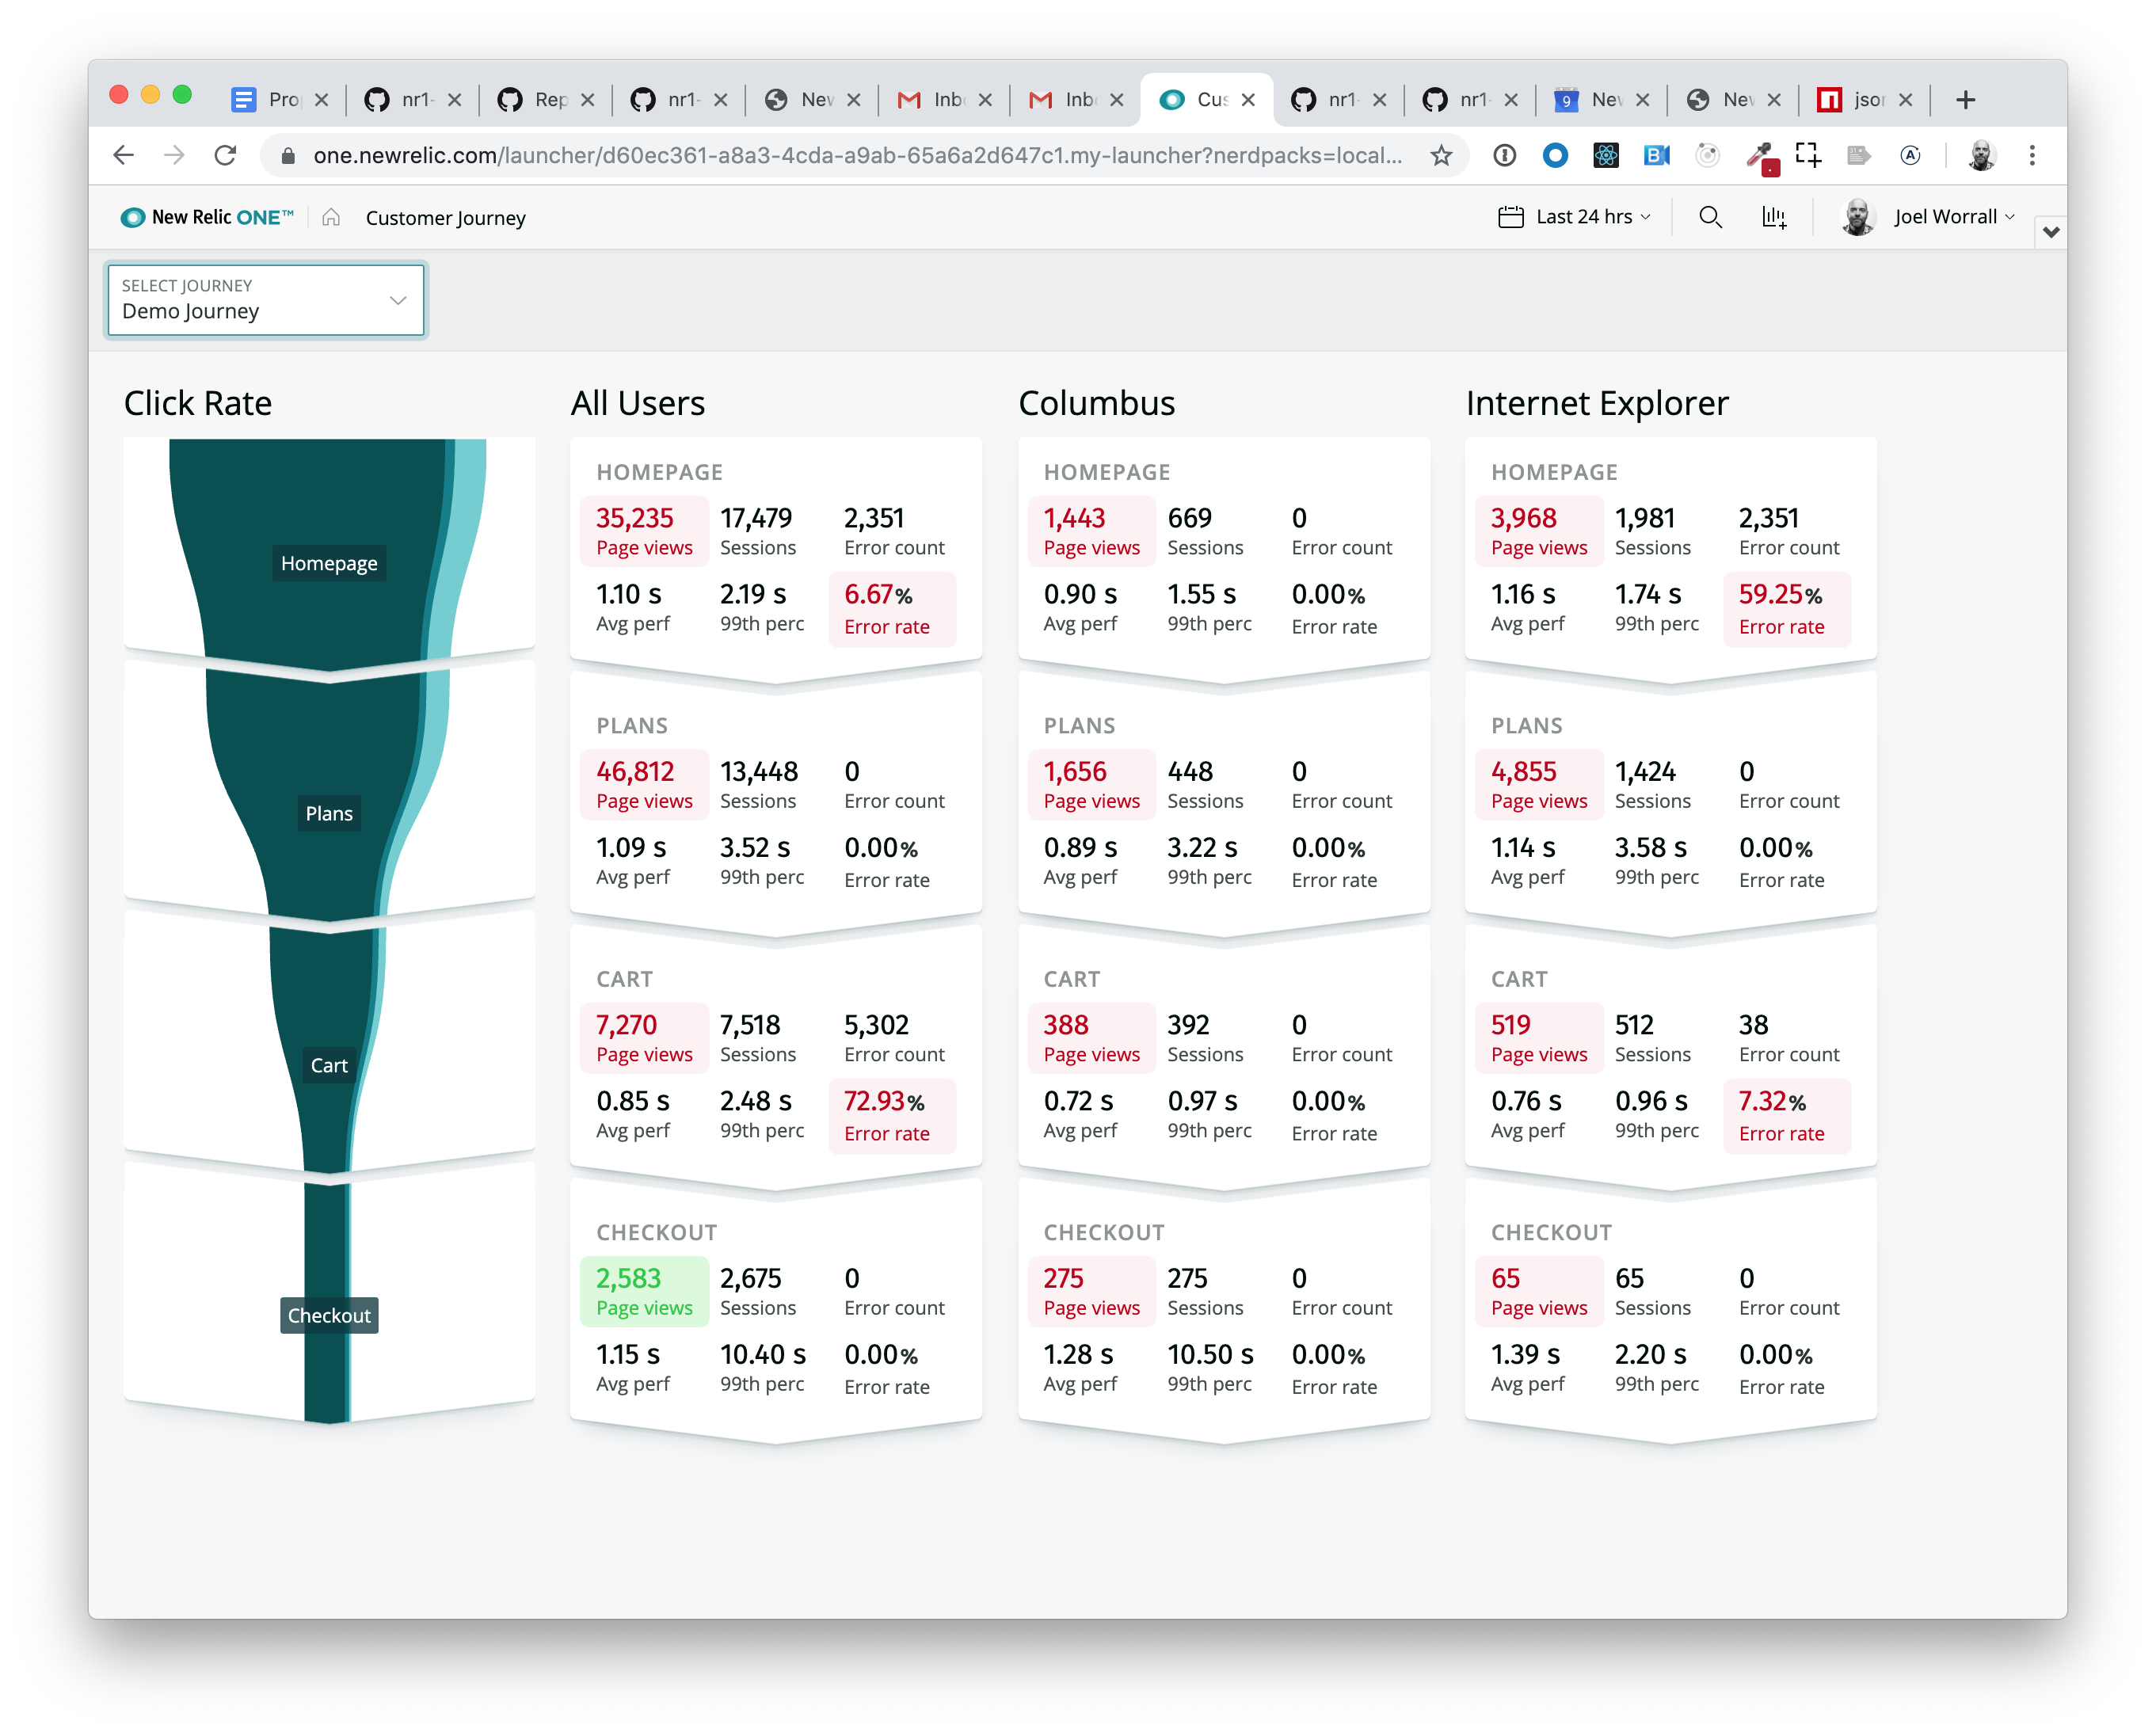 Pro
nr1-
Rep
nr1-
New
Inb
Inb
Cus
nr1-
nr1-
9
New
New
jsor
one.newrelic.com/launcher/d60ec361-a8a3-4cda-a9ab-65a6a2d647c1.my-launcher?nerdpacks=local...
New Relic ONE™
Customer Journey
Last 24 hrs
Joel Worrall
SELECT JOURNEY
Demo Journey
Click Rate
Homepage
Plans
Cart
Checkout
All Users
HOMEPAGE
35,235 17,479 2,351
Page views Sessions Error count
1.10 s 2.19 s 6.67%
Avg perf 99th perc Error rate
PLANS
46,812 13,448 0
Page views Sessions Error count
1.09 s 3.52 s 0.00%
Avg perf 99th perc Error rate
CART
7,270 7,518 5,302
Page views Sessions Error count
0.85 s 2.48 s 72.93%
Avg perf 99th perc Error rate
CHECKOUT
2,583 2,675 0
Page views Sessions Error count
1.15 s 10.40 s 0.00%
Avg perf 99th perc Error rate
Columbus
HOMEPAGE
1,443 669 0
Page views Sessions Error count
0.90 s 1.55 s 0.00%
Avg perf 99th perc Error rate
PLANS
1,656 448 0
Page views Sessions Error count
0.89 s 3.22 s 0.00%
Avg perf 99th perc Error rate
CART
388 392 0
Page views Sessions Error count
0.72 s 0.97 s 0.00%
Avg perf 99th perc Error rate
CHECKOUT
275 275 0
Page views Sessions Error count
1.28 s 10.50 s 0.00%
Avg perf 99th perc Error rate
Internet Explorer
HOMEPAGE
3,968 1,981 2,351
Page views Sessions Error count
1.16 s 1.74 s 59.25%
Avg perf 99th perc Error rate
PLANS
4,855 1,424 0
Page views Sessions Error count
1.14 s 3.58 s 0.00%
Avg perf 99th perc Error rate
CART
519 512 38
Page views Sessions Error count
0.76 s 0.96 s 7.32%
Avg perf 99th perc Error rate
CHECKOUT
65 65 0
Page views Sessions Error count
1.39 s 2.20 s 0.00%
Avg perf 99th perc Error rate